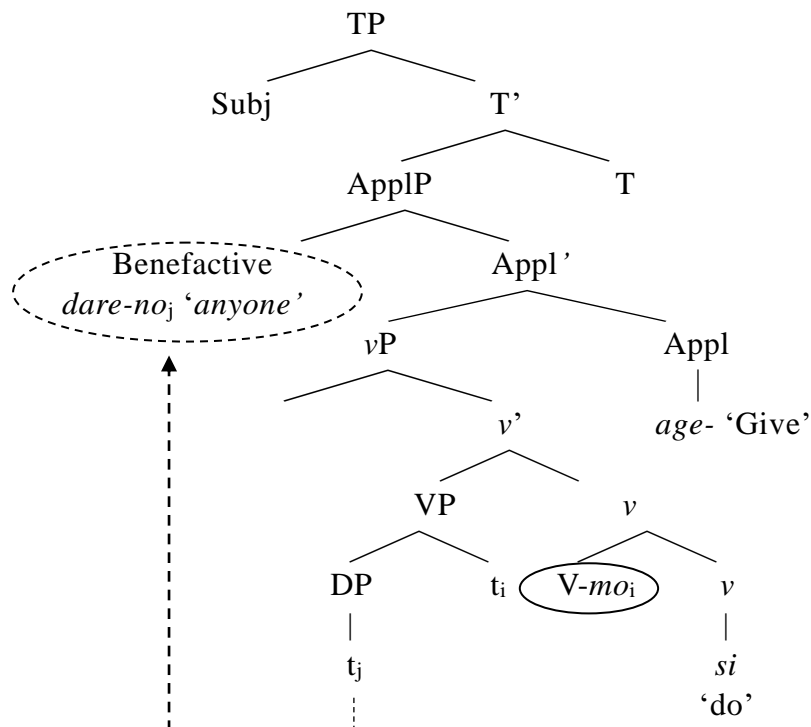 TP
Subj T’
ApplP T
Benefactive Appl’
dare-noj ‘anyone’
vP Appl
v’ age- ‘Give’
VP v
DP ti V-moi v
tj si
‘do’